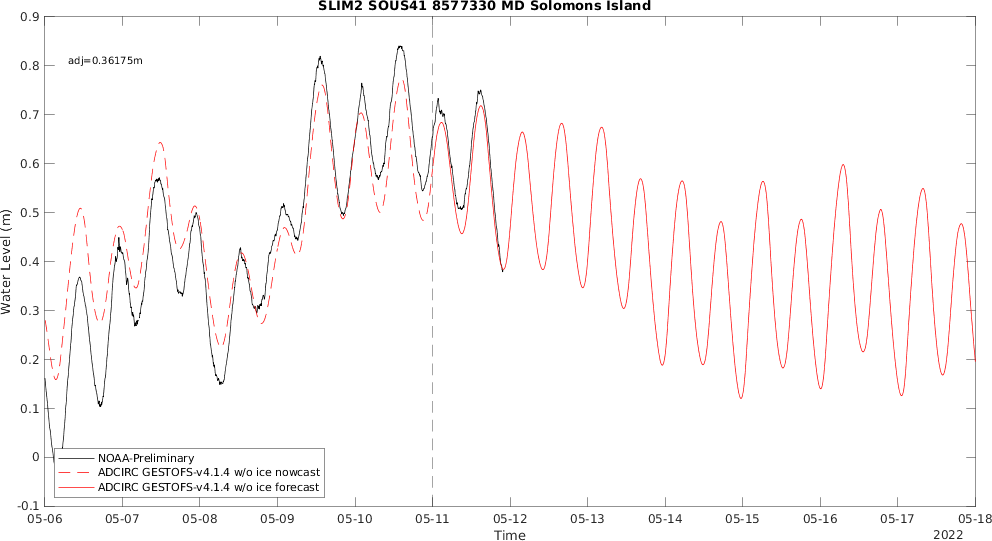 SLIM2 SOUS41 8577330 MD Solomons Island
0.9
0.8
0.7
0.6
0.5
0.4
0.3
0.2
0.1
0
-0.1
Water Level (m)
adj=0.36175m
NOAA-Preliminary
ADCIRC GESTOFS-v4.1.4 w/o ice nowcast
ADCIRC GESTOFS-v4.1.4 w/o ice forecast
05-06 05-07 05-08 05-09 05-10 05-11 05-12 05-13 05-14 05-15 05-16 05-17 05-18
Time
2022